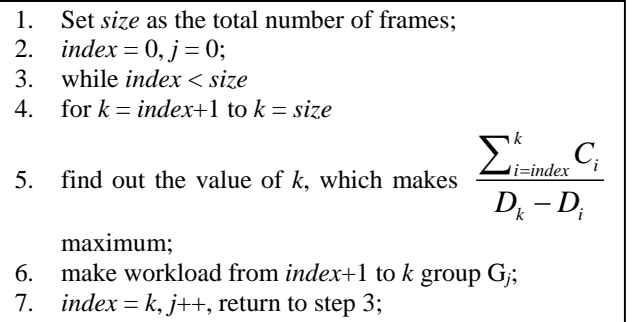 1. Set size as the total number of frames;
2. index = 0, j = 0;
3. while index < size
4. for k = index+1 to k = size
5. find out the value of k, which makes \frac{\sum_{i=index}^{k} C_i}{D_k - D_i}
maximum;
6. make workload from index+1 to k group G_j;
7. index = k, j++, return to step 3;